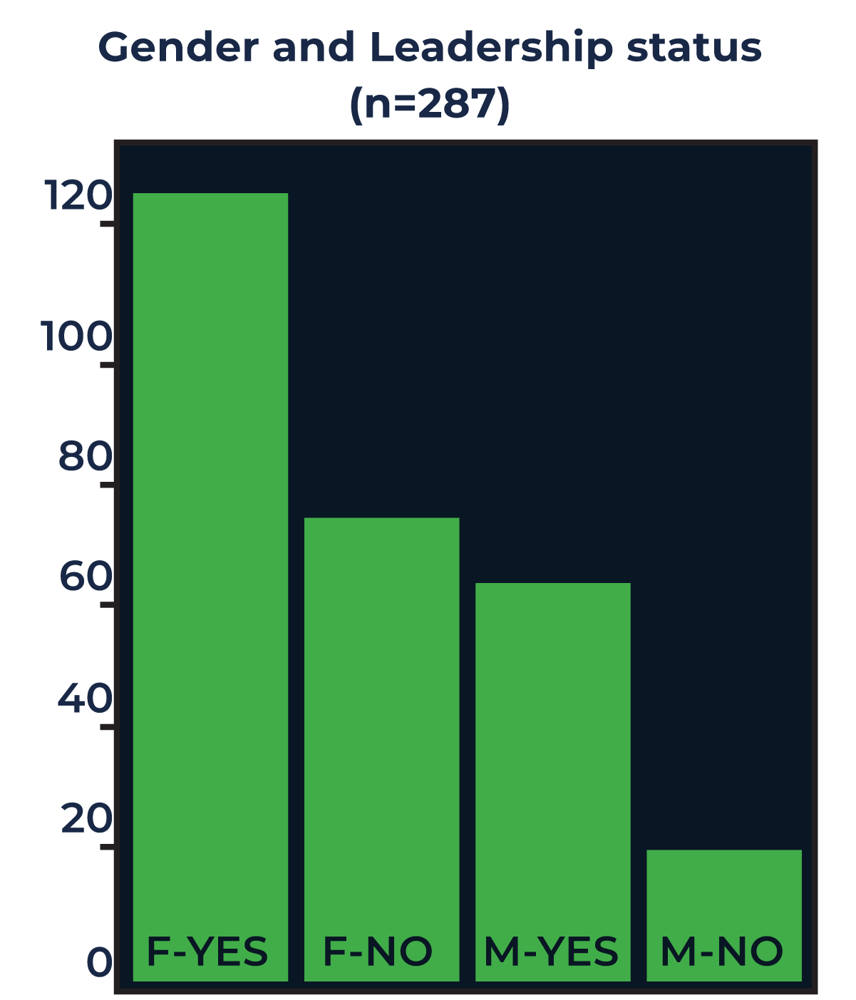 Gender and Leadership status
(n=287)
120
100
80
60
40
20
0
F-YES F-NO M-YES M-NO